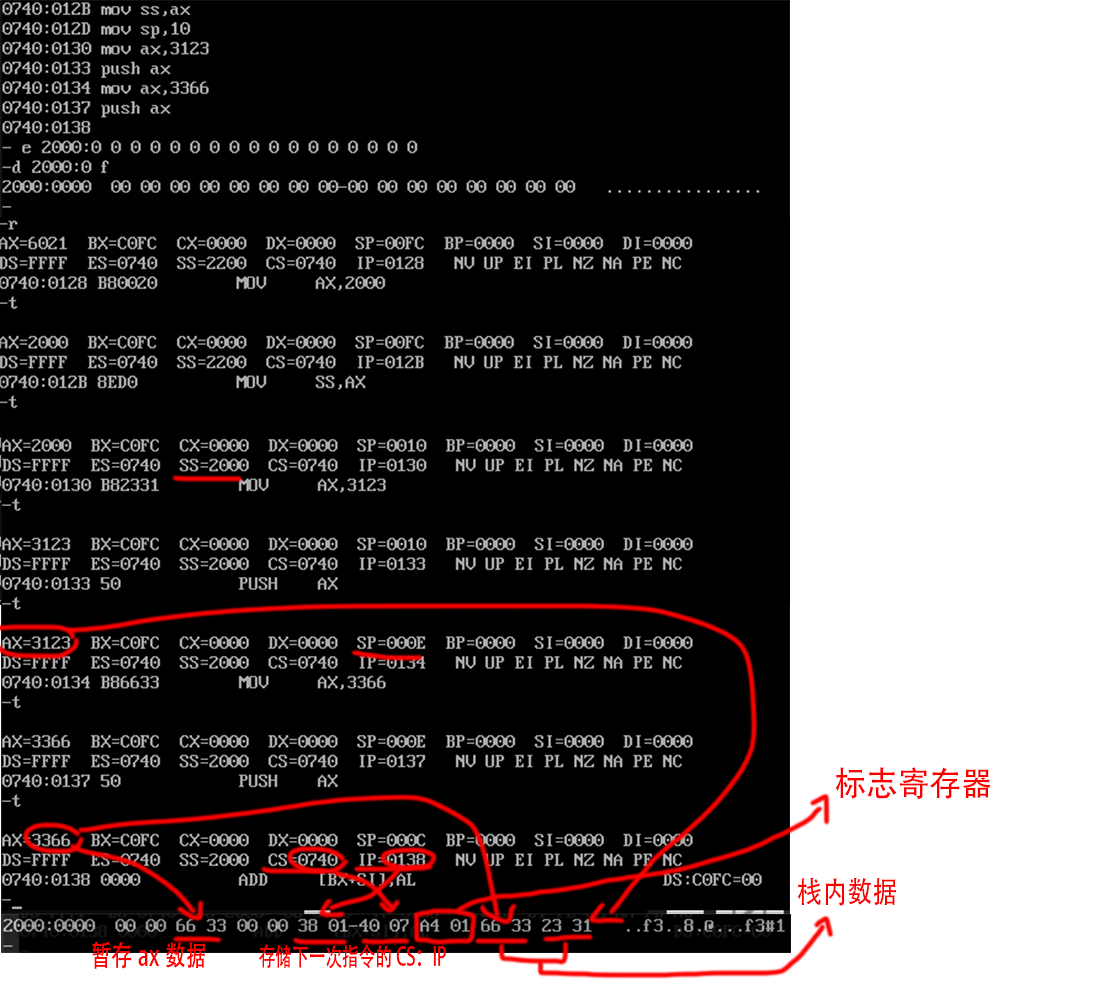 0740:012B mov ss,ax
0740:012D mov sp,10
0740:0130 mov ax,3123
0740:0133 push ax
0740:0134 mov ax,3366
0740:0137 push ax
0740:0138
- e 2000:0 0 0 0 0 0 0 0 0 0 0 0 0 0 0 0 0
-d 2000:0 f
2000:0000  00 00 00 00 00 00 00 00-00 00 00 00 00 00 00 00   ................
-
-r
AX=6021  BX=C0FC  CX=0000  DX=0000  SP=00FC  BP=0000  SI=0000  DI=0000
DS=FFFF  ES=0740  SS=2200  CS=0740  IP=0128   NV UP EI PL NZ NA PE NC
0740:0128 B80020        MOV     AX,2000
-t
AX=2000  BX=C0FC  CX=0000  DX=0000  SP=00FC  BP=0000  SI=0000  DI=0000
DS=FFFF  ES=0740  SS=2200  CS=0740  IP=012B   NV UP EI PL NZ NA PE NC
0740:012B 8ED0          MOV     SS,AX
-t
AX=2000  BX=C0FC  CX=0000  DX=0000  SP=0010  BP=0000  SI=0000  DI=0000
DS=FFFF  ES=0740  SS=2000  CS=0740  IP=0130   NV UP EI PL NZ NA PE NC
0740:0130 B82331        MOV     AX,3123
-t
AX=3123  BX=C0FC  CX=0000  DX=0000  SP=0010  BP=0000  SI=0000  DI=0000
DS=FFFF  ES=0740  SS=2000  CS=0740  IP=0133   NV UP EI PL NZ NA PE NC
0740:0133 50            PUSH    AX
-t
AX=3123  BX=C0FC  CX=0000  DX=0000  SP=000E  BP=0000  SI=0000  DI=0000
DS=FFFF  ES=0740  SS=2000  CS=0740  IP=0134   NV UP EI PL NZ NA PE NC
0740:0134 B86633        MOV     AX,3366
-t
AX=3366  BX=C0FC  CX=0000  DX=0000  SP=000E  BP=0000  SI=0000  DI=0000
DS=FFFF  ES=0740  SS=2000  CS=0740  IP=0137   NV UP EI PL NZ NA PE NC
0740:0137 50            PUSH    AX
-t
标志寄存器
AX=3366  BX=C0FC  CX=0000  DX=0000  SP=000C  BP=0000  SI=0000  DI=0000
DS=FFFF  ES=0740  SS=2000  CS=0740  IP=0138   NV UP EI PL NZ NA PE NC
0740:0138 0000          ADD     [BX+SI],AL                         DS:C0FC=00
栈内数据
-
2000:0000  00 00 66 33 00 00 38 01-40 07 A4 01 66 33 23 31   ..f3..8.@...f3#1
-
暂存 ax 数据
存储下一次指令的 CS：IP